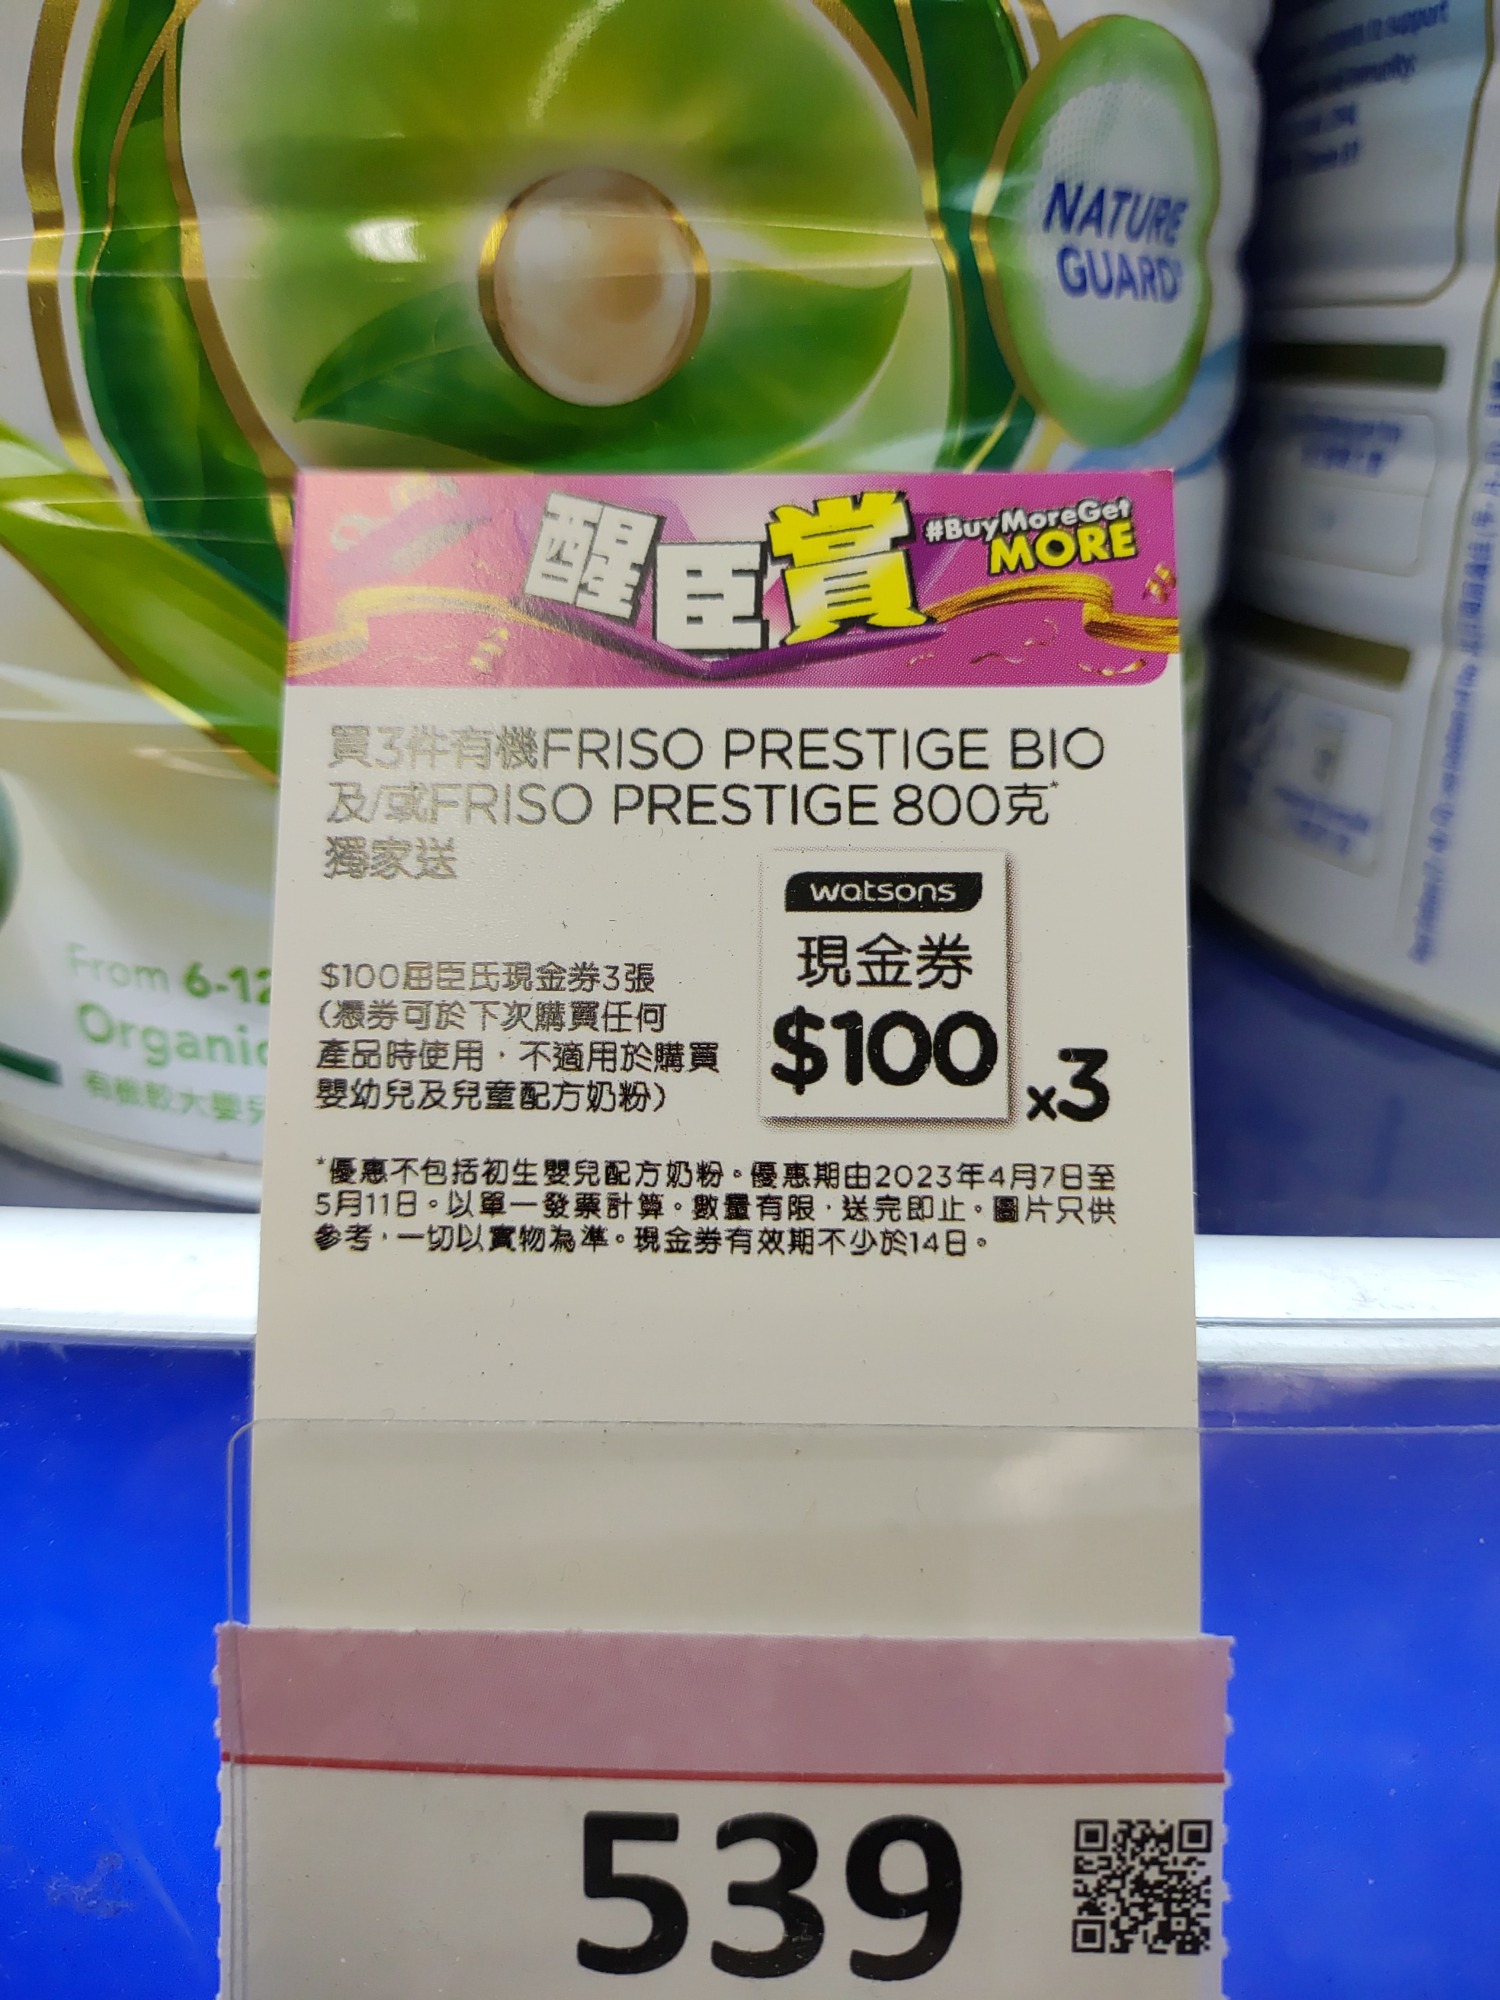 NATURE
GUARD
醒臣賞
#BuyMoreGet
MORE
買3件有機FRISO PRESTIGE BIO
及/或FRISO PRESTIGE 800克*
獨家送
watsons
現金券
$100
x3
$100屈臣氏現金券3張
(憑券可於下次購買任何
產品時使用，不適用於購買
嬰幼兒及兒童配方奶粉)
*優惠不包括初生嬰兒配方奶粉。優惠期由2023年4月7日至
5月11日。以單一發票計算。數量有限，送完即止。圖片只供
參考，一切以實物為準。現金券有效期不少於14日。
From 6-12
Organic
有機較大嬰兒
539